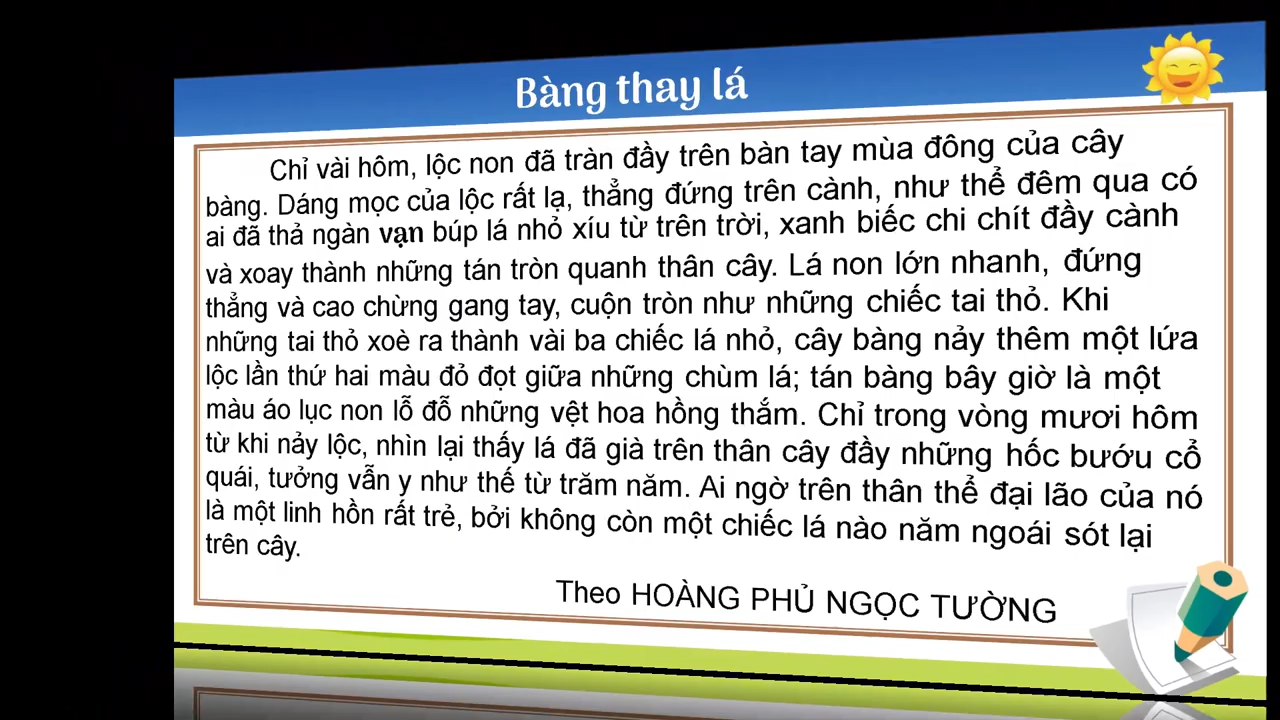 Bàng thay lá
Chỉ vài hôm, lộc non đã tràn đầy trên bàn tay mùa đông của cây
bàng. Dáng mọc của lộc rất lạ, thẳng đứng trên cành, như thể đêm qua có
ai đã thả ngàn vạn búp lá nhỏ xíu từ trên trời, xanh biếc chi chít đầy cành
và xoay thành những tán tròn quanh thân cây. Lá non lớn nhanh, đứng
thẳng và cao chừng gang tay, cuộn tròn như những chiếc tai thỏ. Khi
những tai thỏ xoè ra thành vài ba chiếc lá nhỏ, cây bàng nảy thêm một lứa
lộc lần thứ hai màu đỏ đọt giữa những chùm lá; tán bàng bây giờ là một
màu áo lục non lỗ đỗ những vệt hoa hồng thắm. Chỉ trong vòng mươi hôm
từ khi nảy lộc, nhìn lại thấy lá đã già trên thân cây đầy những hốc bướu cổ
quái, tưởng vẫn y như thế từ trăm năm. Ai ngờ trên thân thể đại lão của nó
là một linh hồn rất trẻ, bởi không còn một chiếc lá nào năm ngoái sót lại
trên cây.
Theo HOÀNG PHỦ NGỌC TƯỜNG